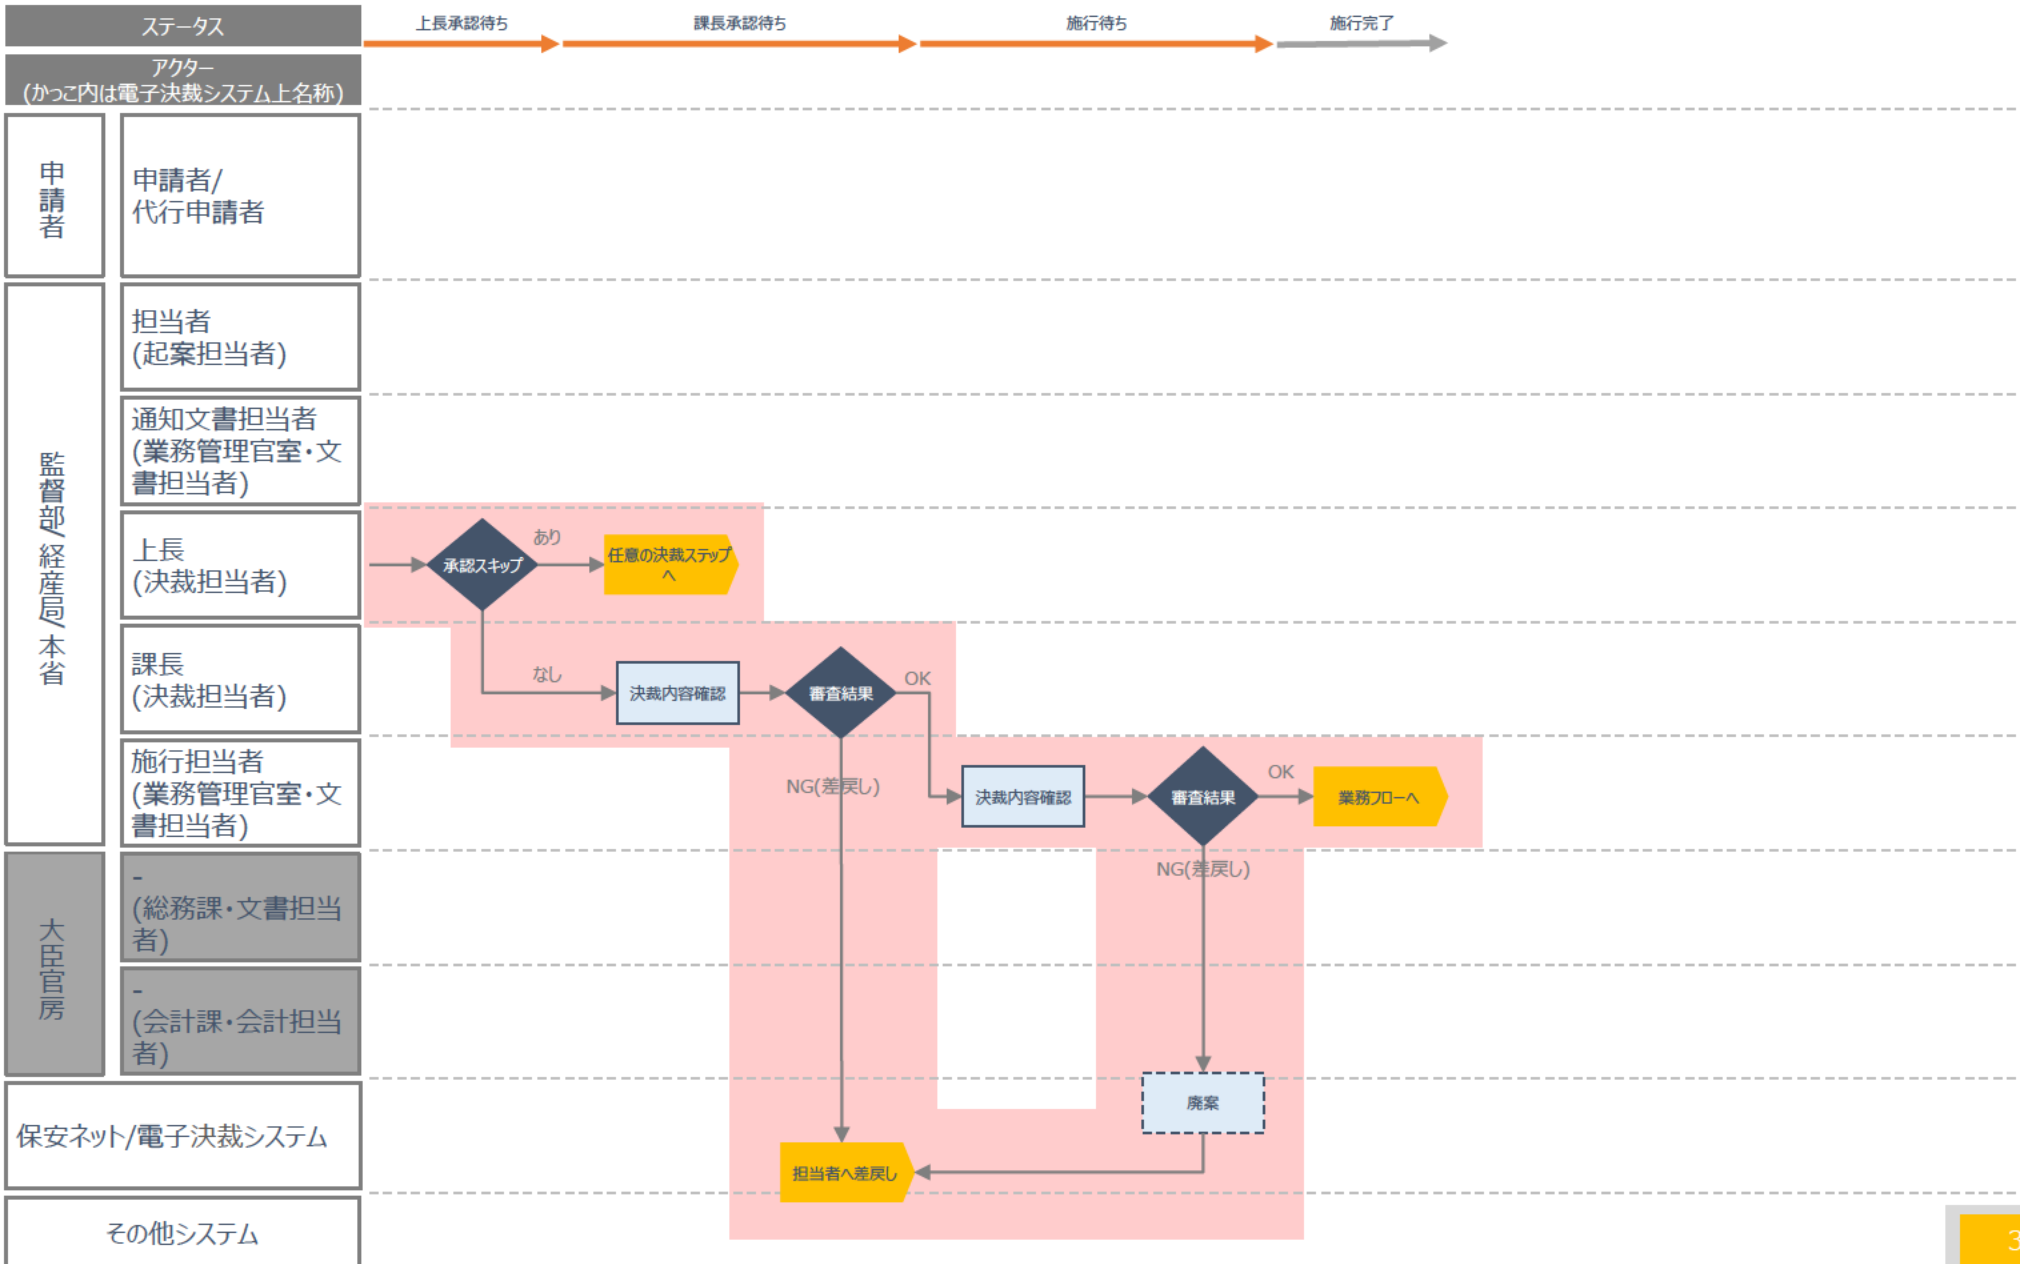 ステータス
上長承認待ち
課長承認待ち
施行待ち
施行完了
アクター
(かっこ内は電子決裁システム上名称)
申請者
申請者/
代行申請者
監督部/経産局/本省
担当者
(起案担当者)
通知文書担当者
(業務管理官室・文
書担当者)
上長
(決裁担当者)
承認スキップ
あり
任意の決裁ステップ
へ
課長
(決裁担当者)
なし
決裁内容確認
審査結果
OK
施行担当者
(業務管理官室・文
書担当者)
NG(差戻し)
決裁内容確認
審査結果
OK
業務フローへ
NG(差戻し)
大臣官房
-
(総務課・文書担当
者)
-
(会計課・会計担当
者)
保安ネット/電子決裁システム
廃案
担当者へ差戻し
その他システム
3